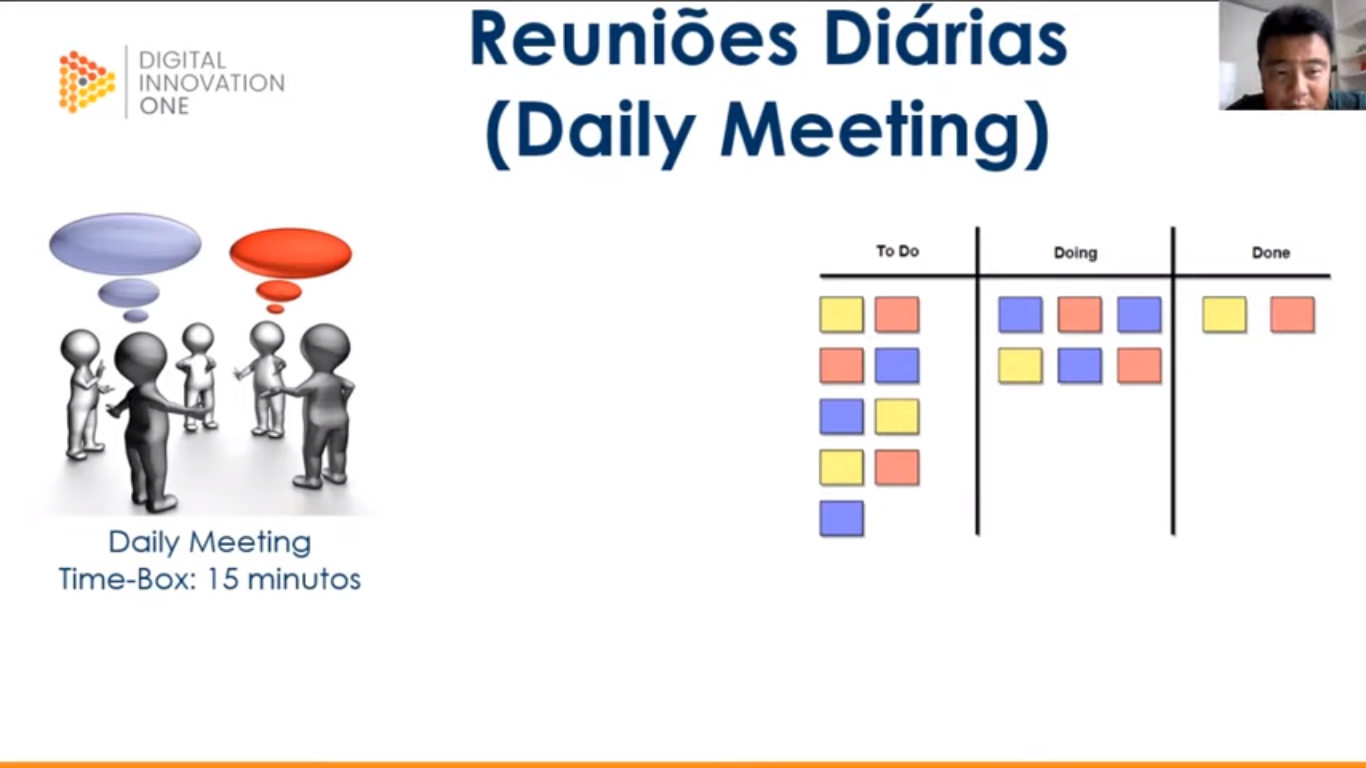 Reuniões Diárias
(Daily Meeting)
DIGITAL
INNOVATION
ONE
To Do
Doing
Done
Daily Meeting
Time-Box: 15 minutos